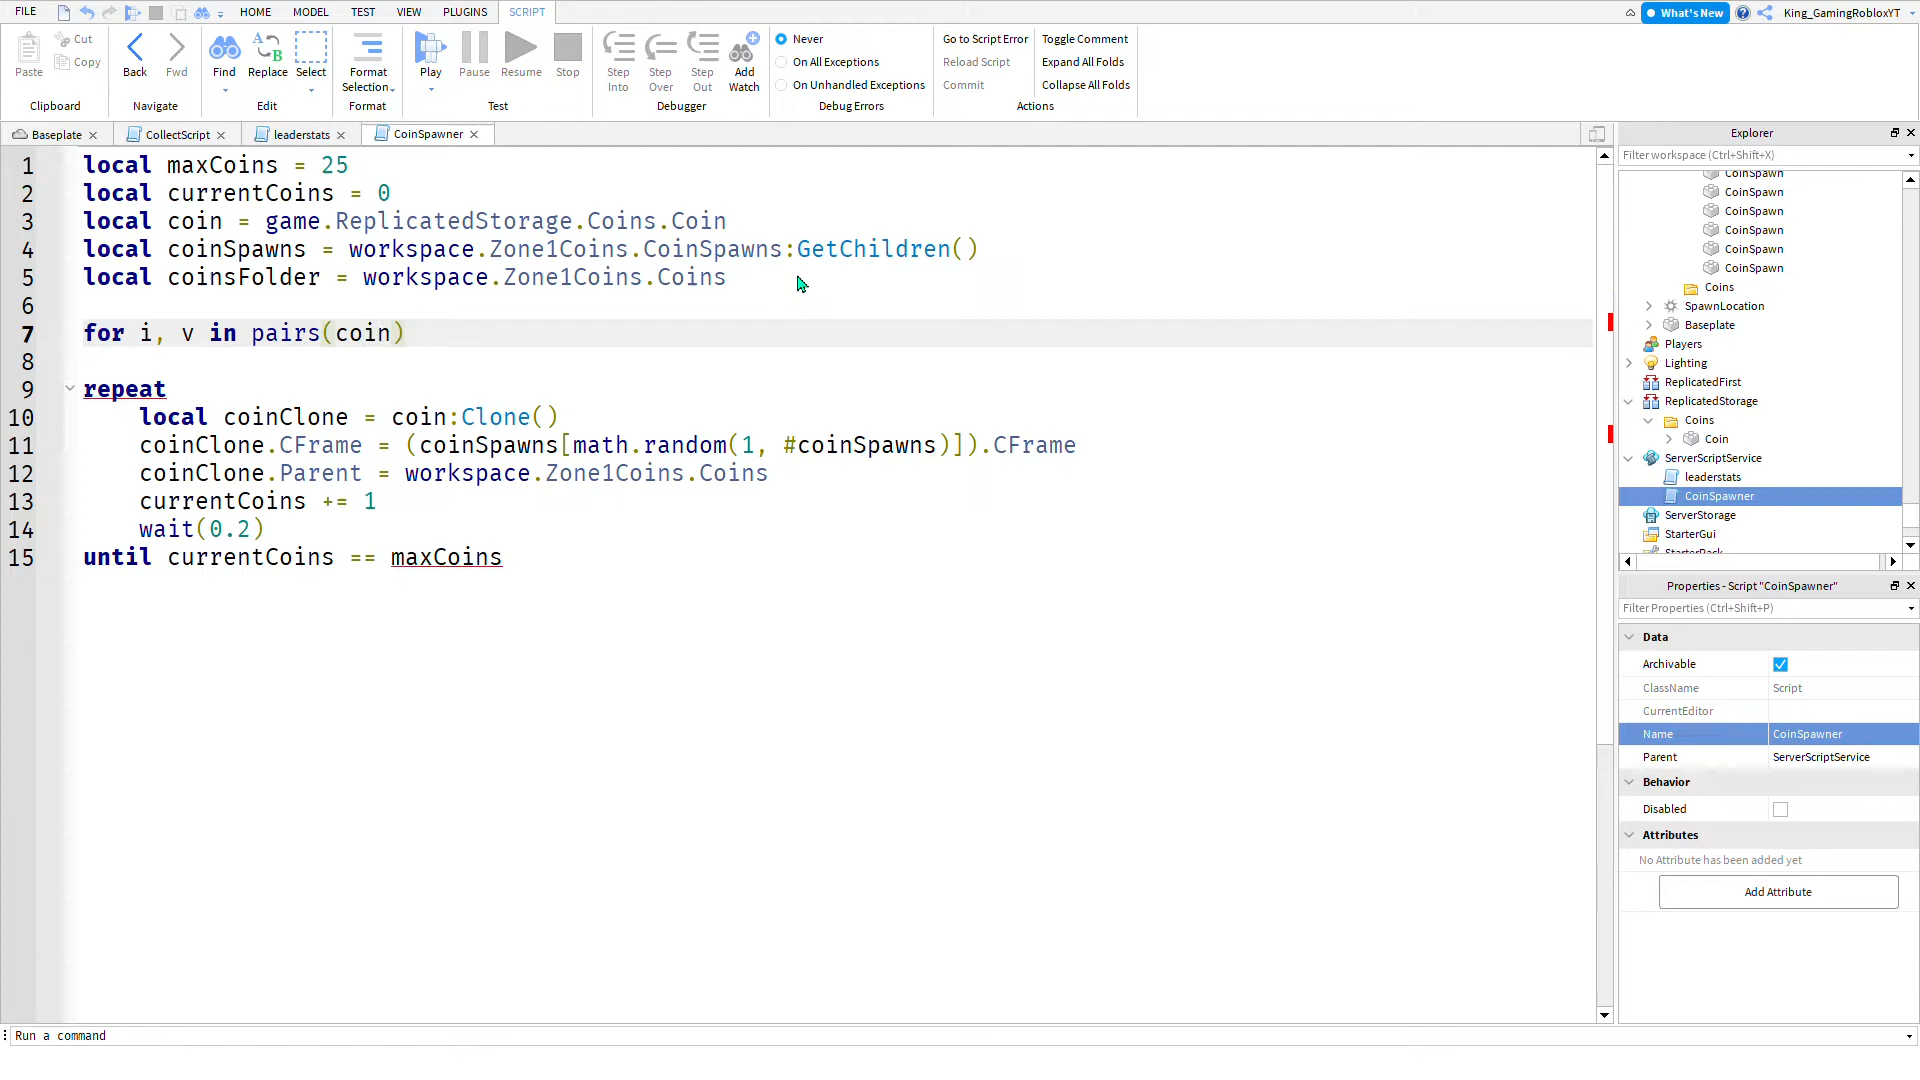 FILE HOME MODEL TEST VIEW PLUGINS SCRIPT What's New King_GamingRobloxYT
Paste Cut Copy Clipboard
Back Fwd Navigate
Find Replace Select Edit
Format Selection Format
Play Pause Resume Stop Test
Step Into Step Over Step Out Add Watch Debugger
Never
On All Exceptions
On Unhandled Exceptions
Debug Errors
Go to Script Error Toggle Comment
Reload Script Expand All Folds
Commit Collapse All Folds
Actions
Baseplate CollectScript leaderstats CoinSpawner
1 local maxCoins = 25
2 local currentCoins = 0
3 local coin = game.ReplicatedStorage.Coins.Coin
4 local coinSpawns = workspace.Zone1Coins.CoinSpawns:GetChildren()
5 local coinsFolder = workspace.Zone1Coins.Coins
6
7 for i, v in pairs(coin)
8
9 repeat
10 local coinClone = coin:Clone()
11 coinClone.CFrame = (coinSpawns[math.random(1, #coinSpawns)]).CFrame
12 coinClone.Parent = workspace.Zone1Coins.Coins
13 currentCoins += 1
14 wait(0.2)
15 until currentCoins == maxCoins
Explorer
Filter workspace (Ctrl+Shift+X)
CoinSpawn
CoinSpawn
CoinSpawn
CoinSpawn
CoinSpawn
CoinSpawn
Coins
SpawnLocation
Baseplate
Players
Lighting
ReplicatedFirst
ReplicatedStorage
Coins
Coin
ServerScriptService
leaderstats
CoinSpawner
ServerStorage
StarterGui
StarterPack
Properties - Script "CoinSpawner"
Filter Properties (Ctrl+Shift+P)
Data
Archivable
ClassName Script
CurrentEditor
Name CoinSpawner
Parent ServerScriptService
Behavior
Disabled
Attributes
No Attribute has been added yet
Add Attribute
Run a command